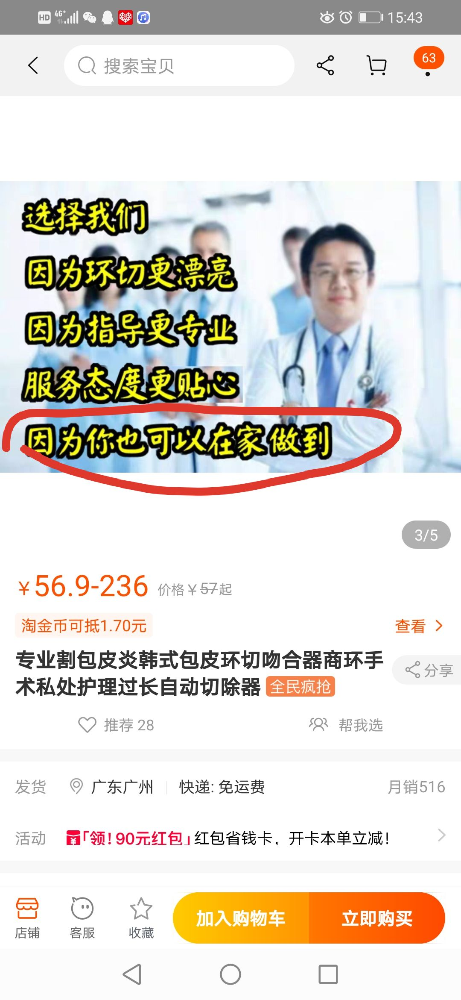 HD 4G+ 15:43
搜索宝贝 63
选择我们
因为环切更漂亮
因为指导更专业
服务态度更贴心
因为你也可以在家做到
3/5
￥56.9-236 价格￥57起
淘金币可抵1.70元 查看
专业割包皮炎韩式包皮环切吻合器商环手
术私处护理过长自动切除器 全民疯抢
分享
推荐 28 帮我选
发货 广东广州 快递: 免运费 月销516
活动 「领!90元红包」红包省钱卡，开卡本单立减!
店铺 客服 收藏 加入购物车 立即购买